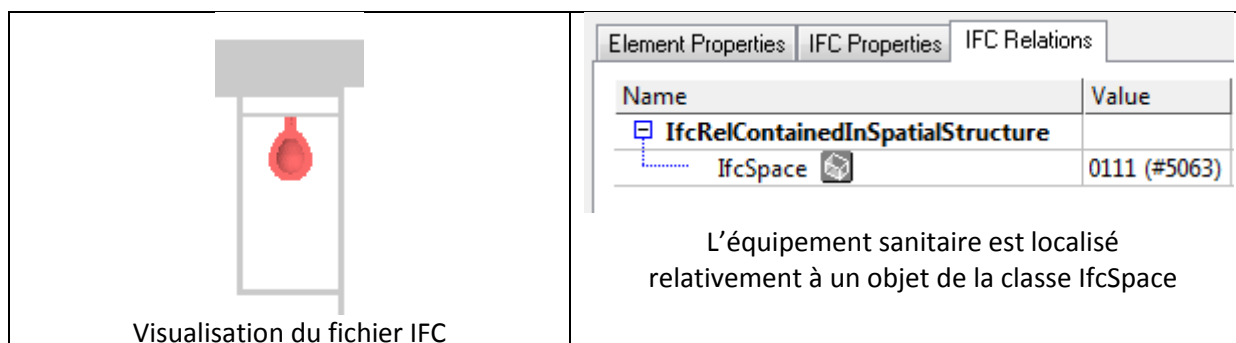 Visualisation du fichier IFC
Element Properties IFC Properties IFC Relations
Name Value
IfcRelContainedInSpatialStructure
IfcSpace 0111 (#5063)
L’équipement sanitaire est localisé
relativement à un objet de la classe IfcSpace